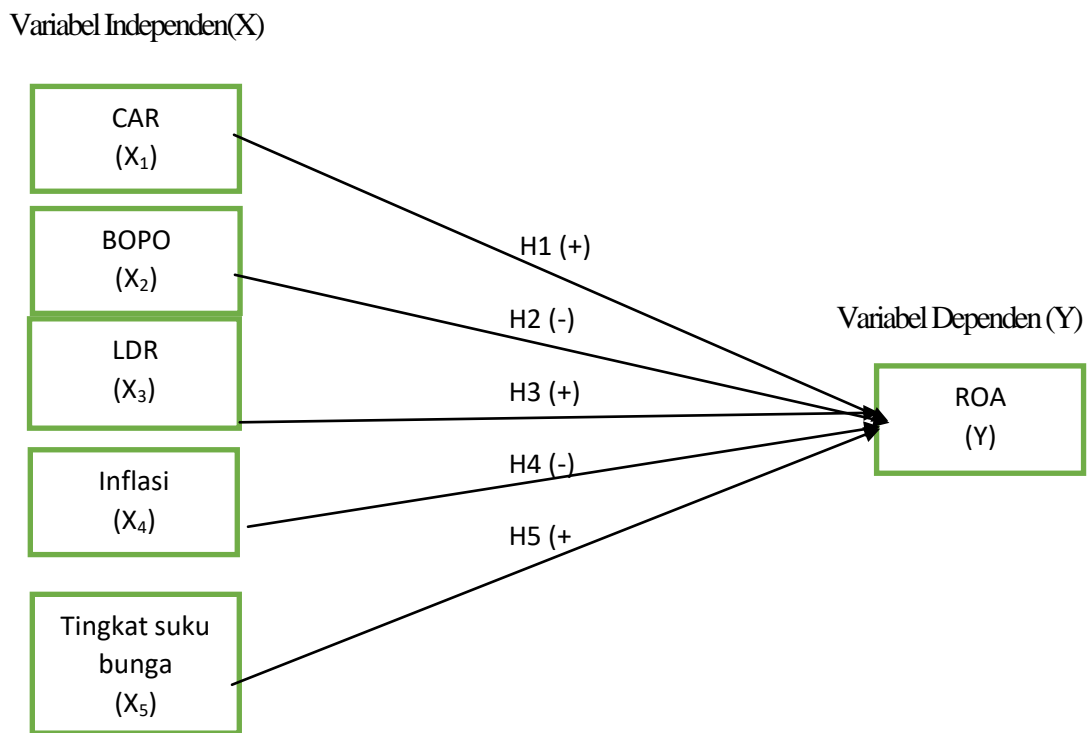 Variabel Independen(X)
CAR
(X₁)
BOPO
(X₂)
LDR
(X₃)
Inflasi
(X₄)
Tingkat suku
bunga
(X₅)
H1 (+)
H2 (-)
H3 (+)
H4 (-)
H5 (+
Variabel Dependen (Y)
ROA
(Y)